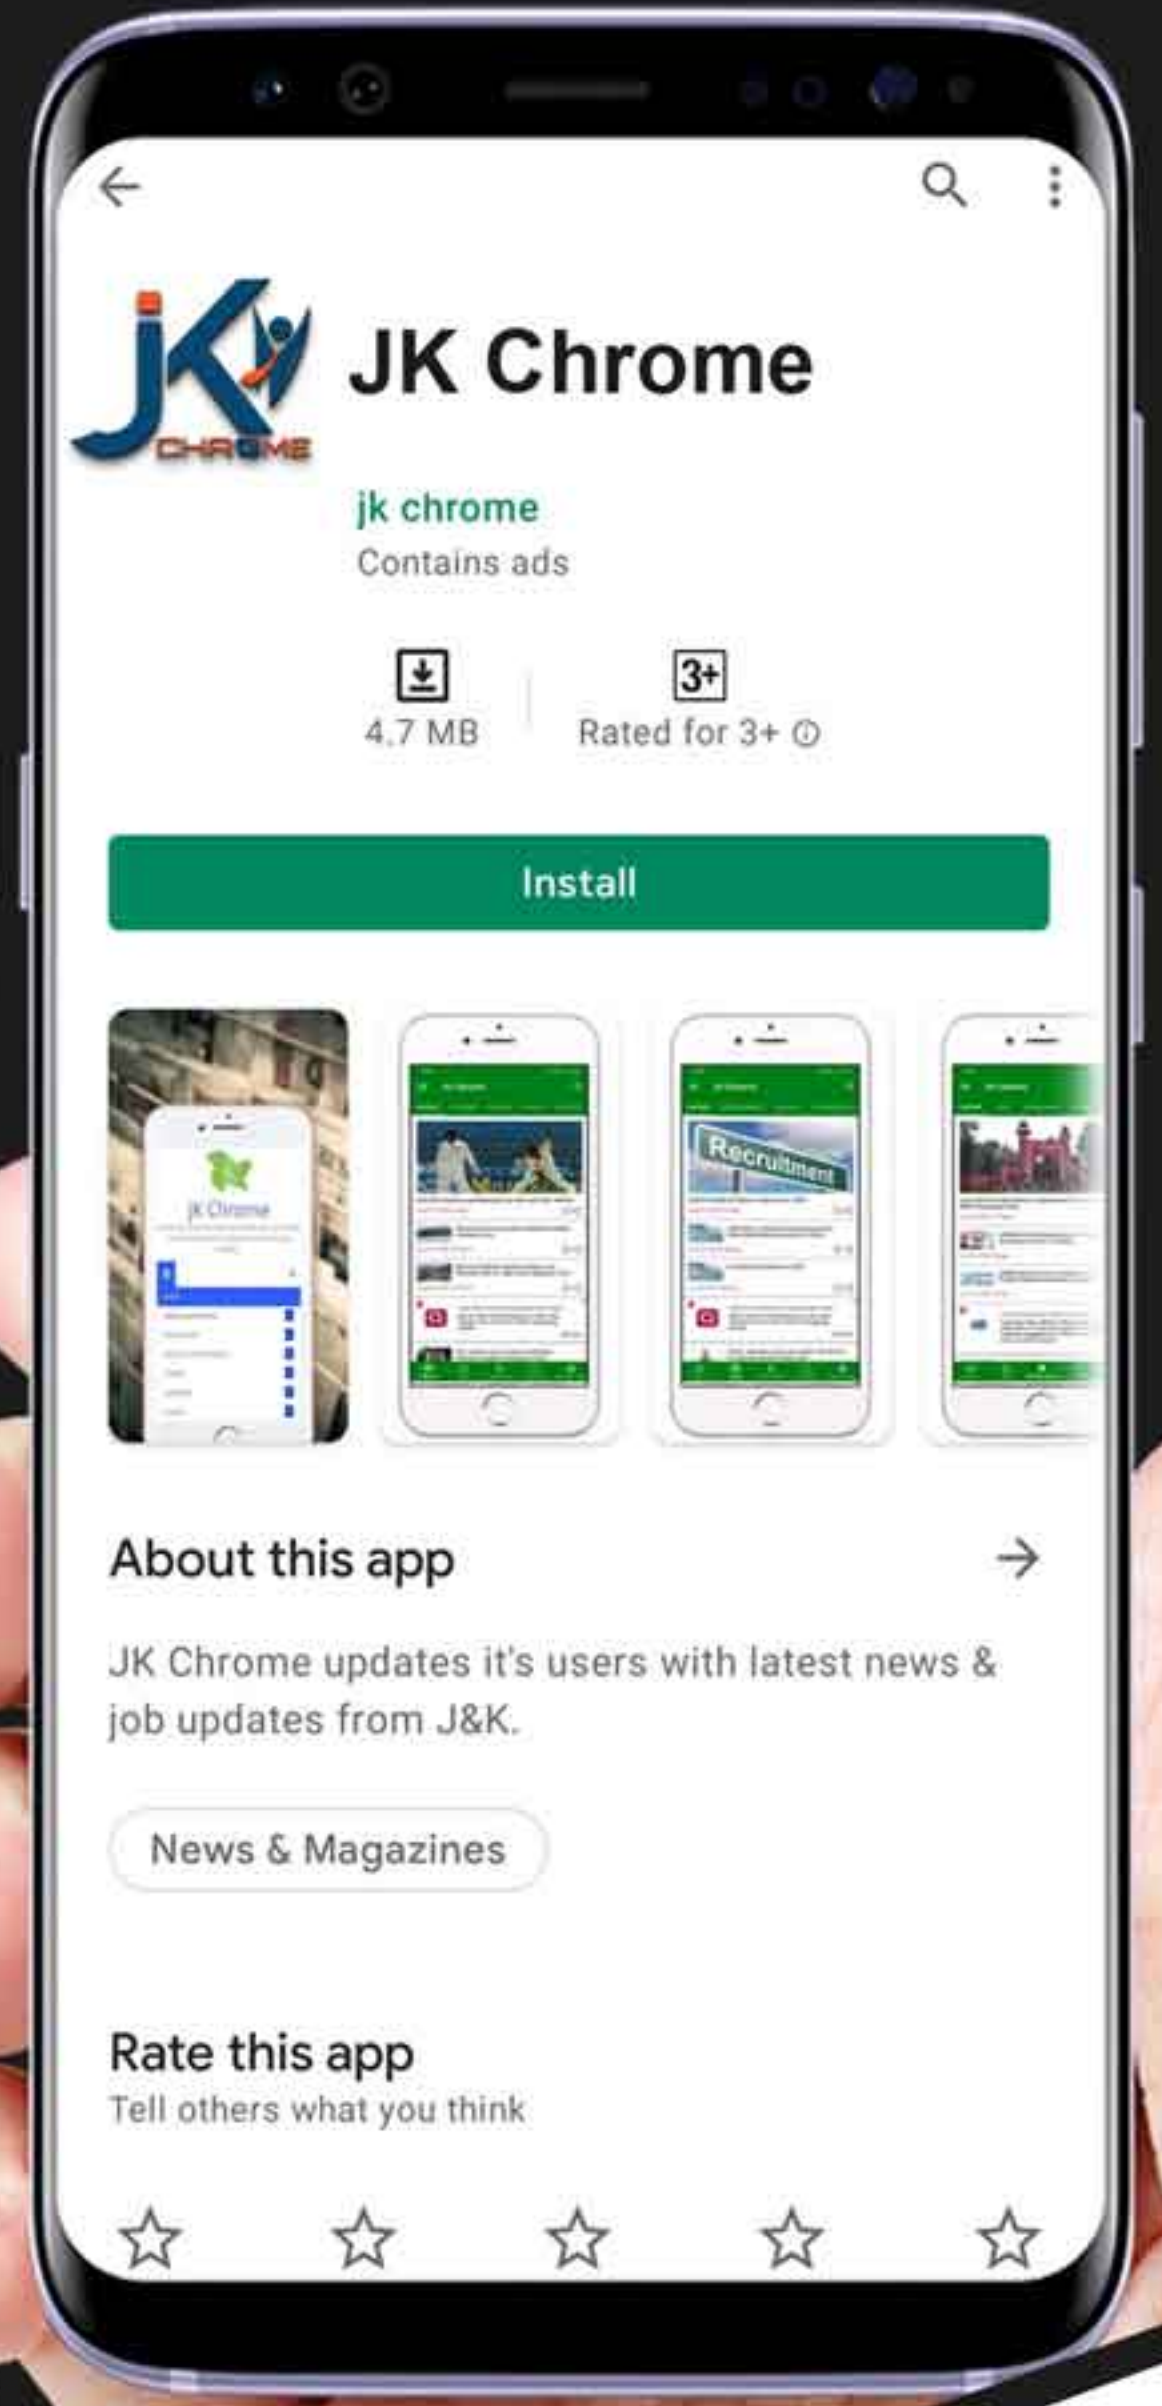 JK
CHROME
JK Chrome
jk chrome
Contains ads
3+
4.7 MB
Rated for 3+
Install
JK Chrome
Recruitment
About this app
JK Chrome updates it's users with latest news &
job updates from J&K.
News & Magazines
Rate this app
Tell others what you think